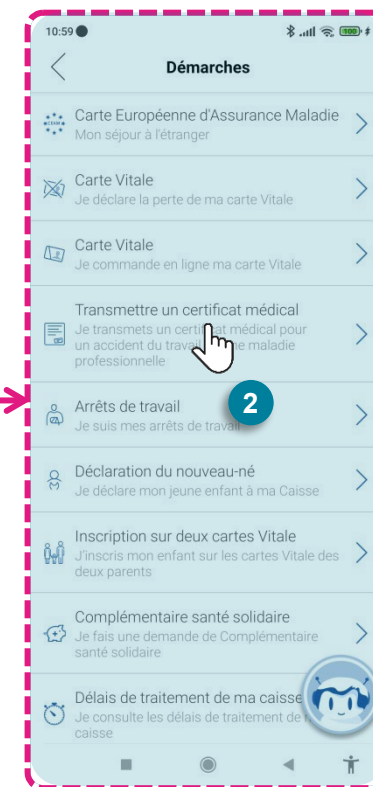 10:59
100
Démarches
Carte Européenne d'Assurance Maladie
Mon séjour à l'étranger
Carte Vitale
Je déclare la perte de ma carte Vitale
Carte Vitale
Je commande en ligne ma carte Vitale
Transmettre un certificat médical
Je transmets un certificat médical pour
un accident du travail maladie
professionnelle
2
Arrêts de travail
Je suis mes arrêts de travail
Déclaration du nouveau-né
Je déclare mon jeune enfant à ma Caisse
Inscription sur deux cartes Vitale
J'inscris mon enfant sur les cartes Vitale des
deux parents
Complémentaire santé solidaire
Je fais une demande de Complémentaire
santé solidaire
Délais de traitement de ma caisse
Je consulte les délais de traitement de
caisse